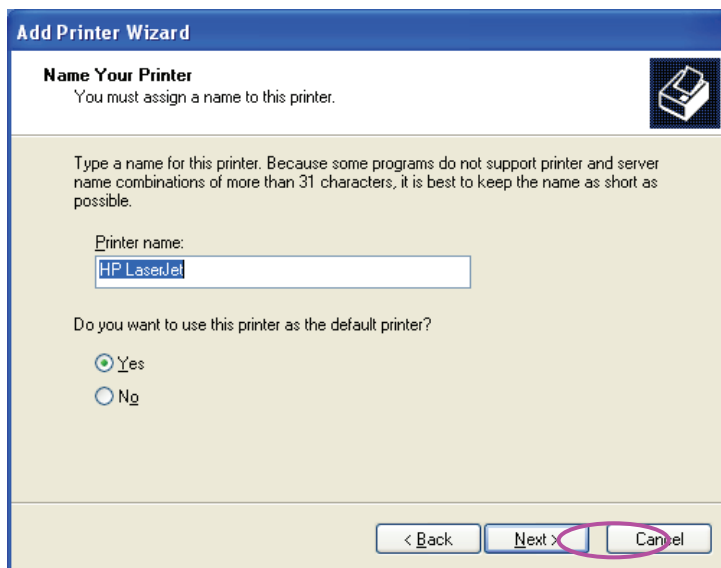 Add Printer Wizard
Name Your Printer
You must assign a name to this printer.
Type a name for this printer. Because some programs do not support printer and server
name combinations of more than 31 characters, it is best to keep the name as short as
possible.
Printer name:
HP LaserJet
Do you want to use this printer as the default printer?
Yes
No
< Back Next > Cancel